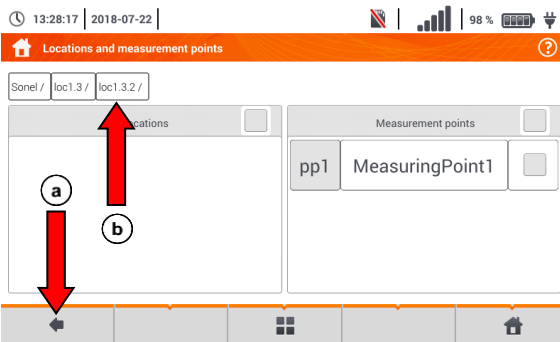 13:28:17 2018-07-22 98 %
Locations and measurement points ?
Sonel / loc1.3 / loc1.3.2 /
cations Measurement points
pp1 MeasuringPoint1
a
b